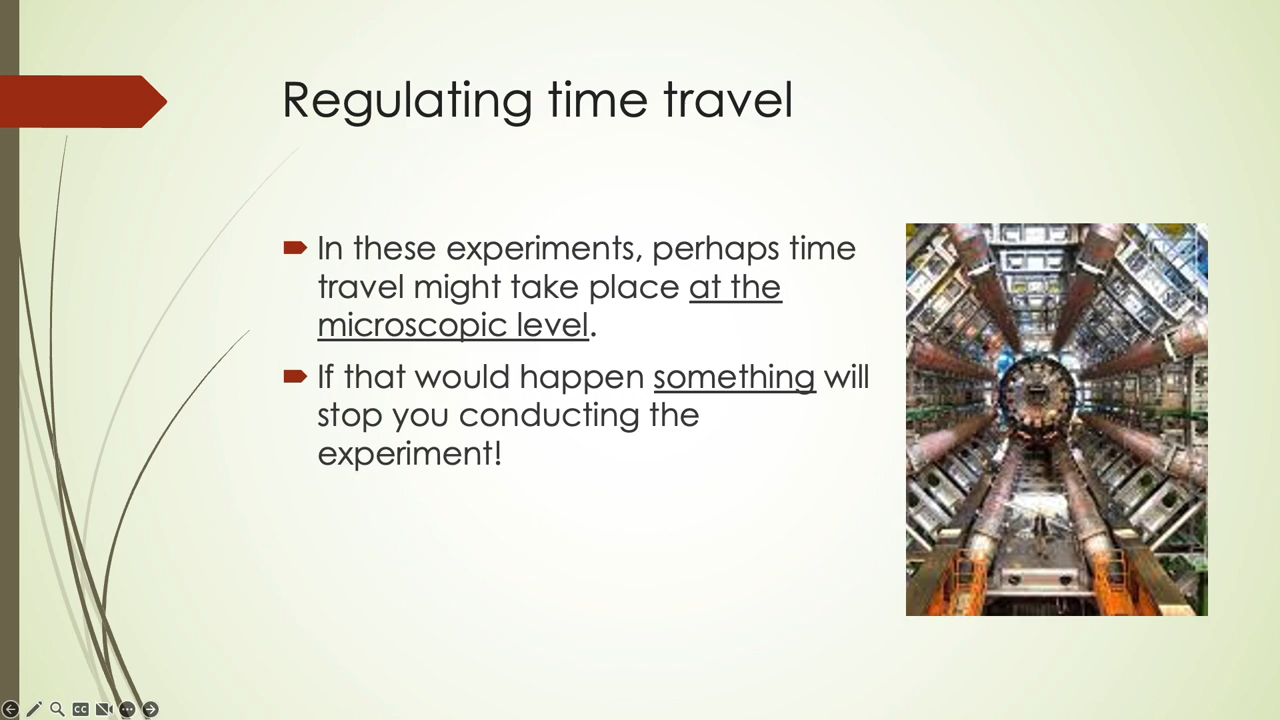 Regulating time travel
In these experiments, perhaps time
travel might take place at the
microscopic level.
If that would happen something will
stop you conducting the
experiment!
CC